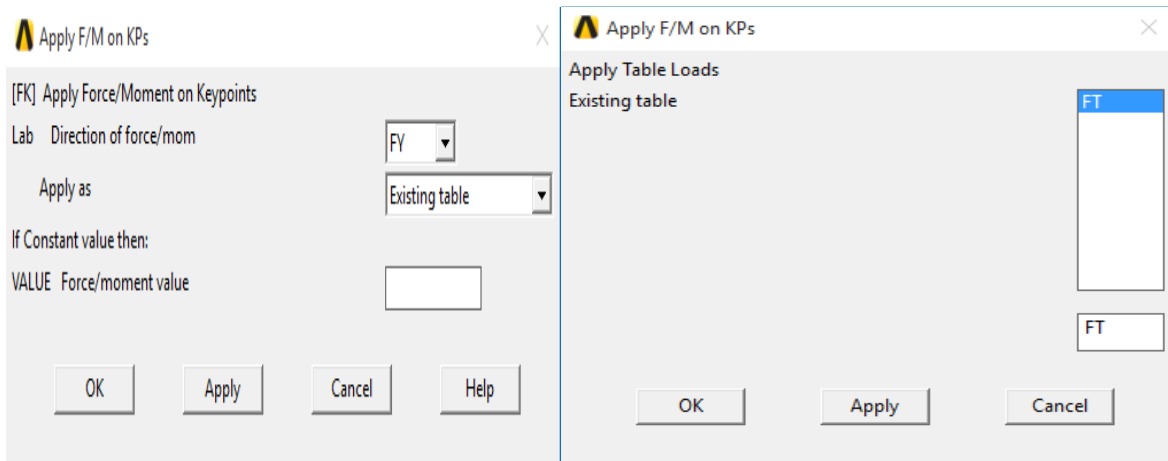 Apply F/M on KPs
[FK] Apply Force/Moment on Keypoints
Lab Direction of force/mom FY
Apply as Existing table
If Constant value then:
VALUE Force/moment value
OK Apply Cancel Help
Apply F/M on KPs
Apply Table Loads
Existing table FT
FT
OK Apply Cancel